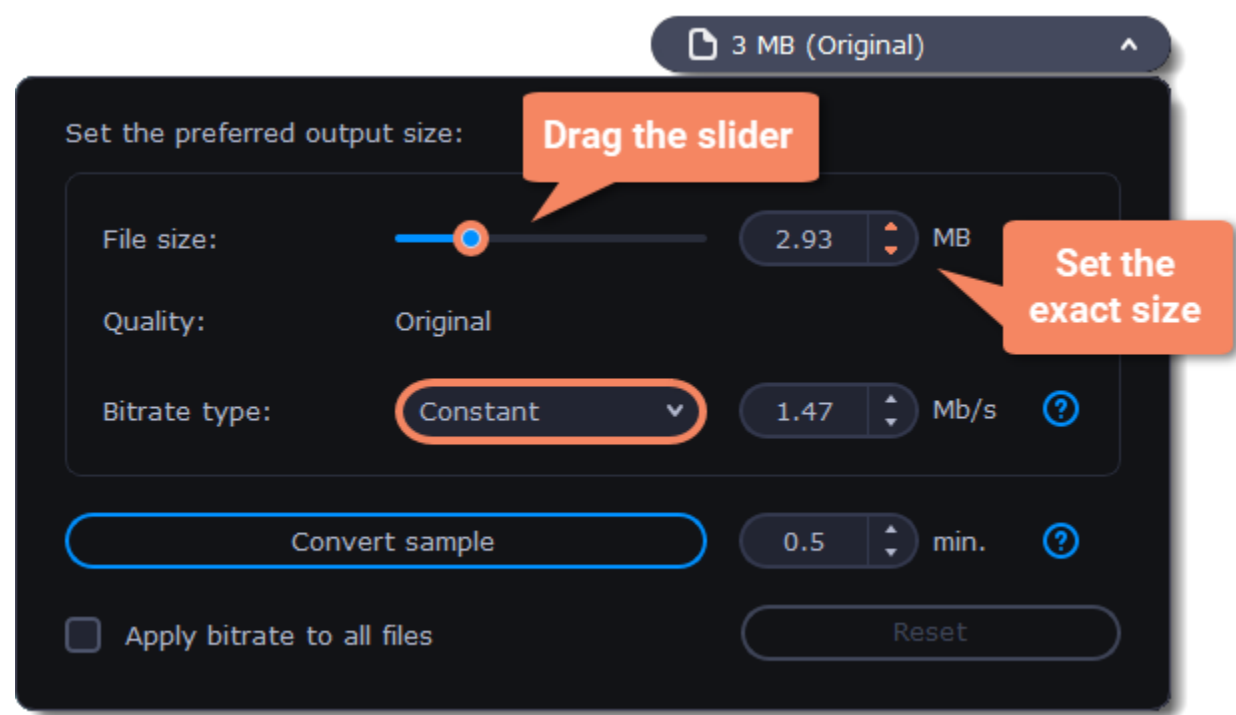 3 MB (Original)
Set the preferred output size:
Drag the slider
File size:
2.93
MB
Set the
exact size
Quality:
Original
Bitrate type:
Constant
1.47
Mb/s
?
Convert sample
0.5
min.
?
Apply bitrate to all files
Reset